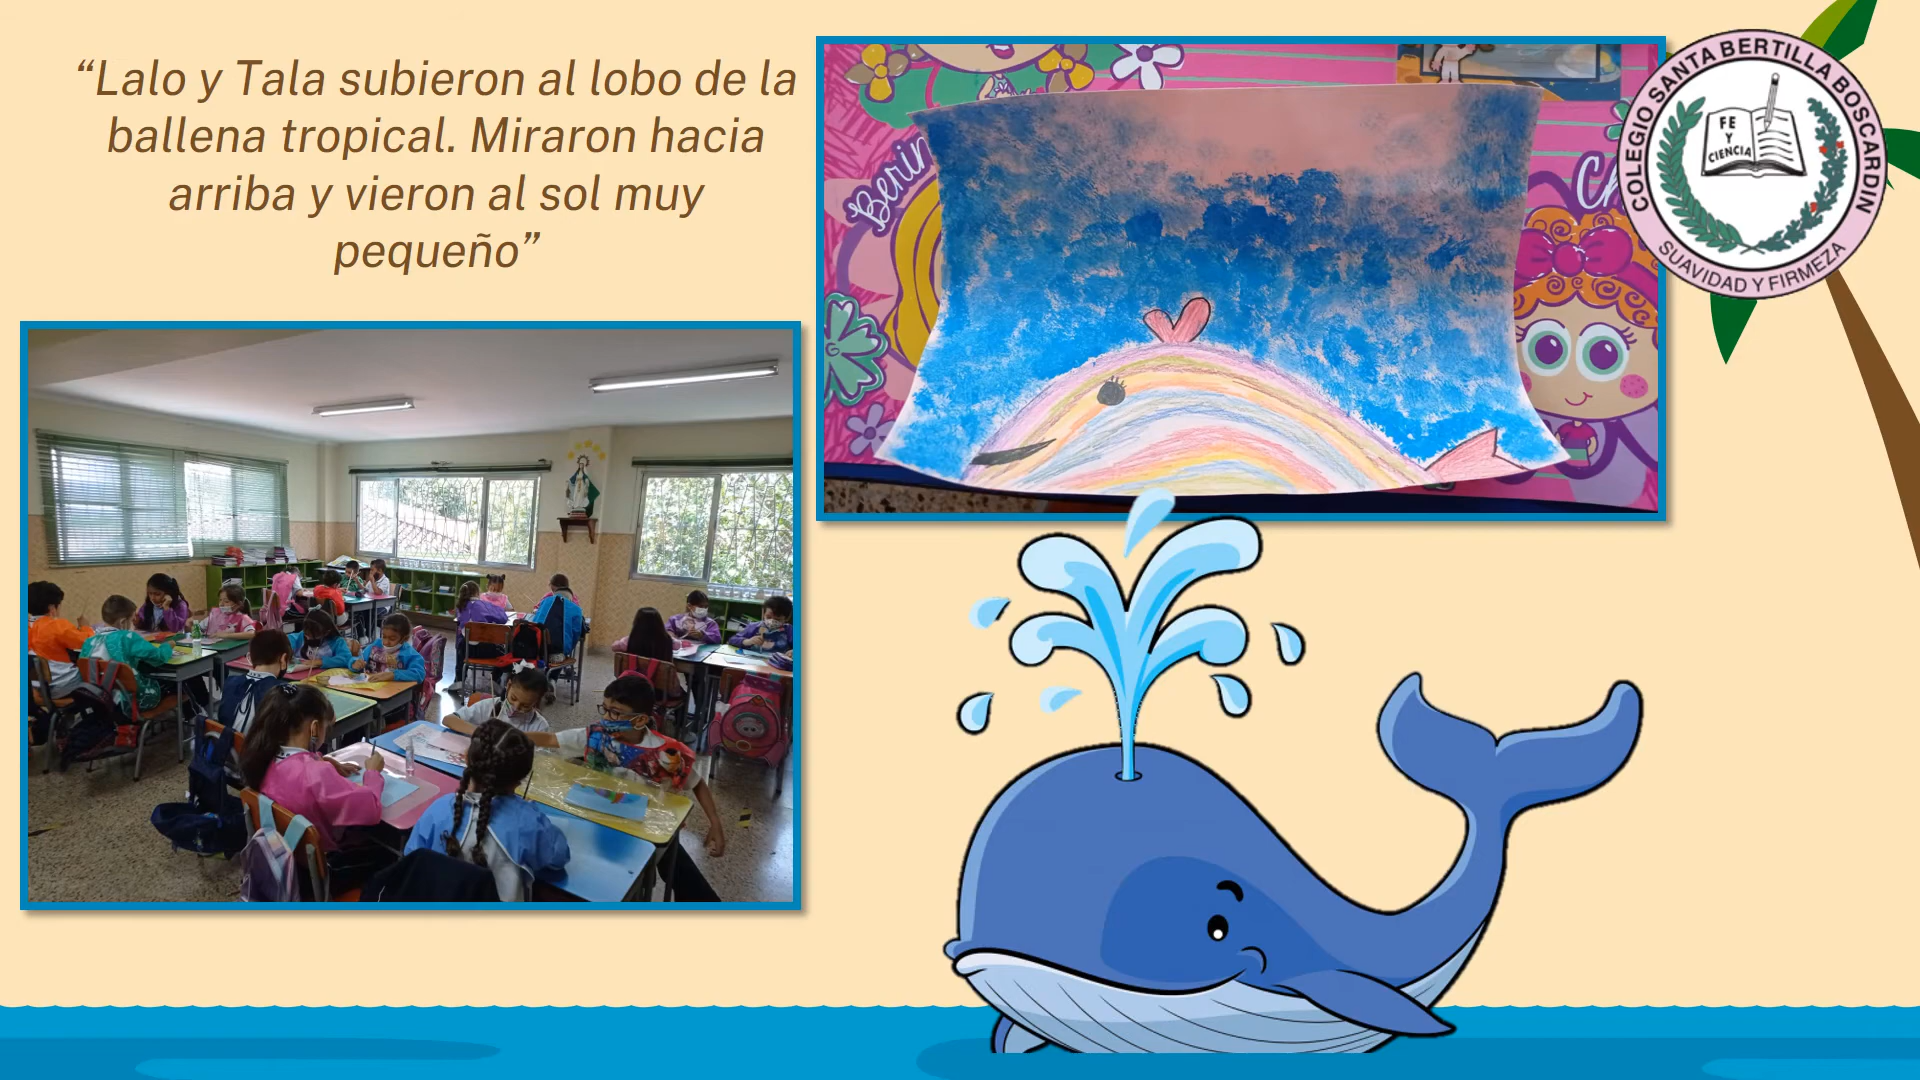 “Lalo y Tala subieron al lobo de la
ballena tropical. Miraron hacia
arriba y vieron al sol muy
pequeño”
Berin
COLEGIO SANTA BERTILLA BOSCARDIN
FE
Y
CIENCIA
SUAVIDAD Y FIRMEZA